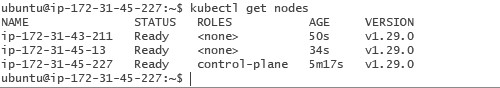 ubuntu@ip-172-31-45-227:~$ kubectl get nodes
NAME STATUS ROLES AGE VERSION
ip-172-31-43-211 Ready <none> 50s v1.29.0
ip-172-31-45-13 Ready <none> 34s v1.29.0
ip-172-31-45-227 Ready control-plane 5m17s v1.29.0
ubuntu@ip-172-31-45-227:~$